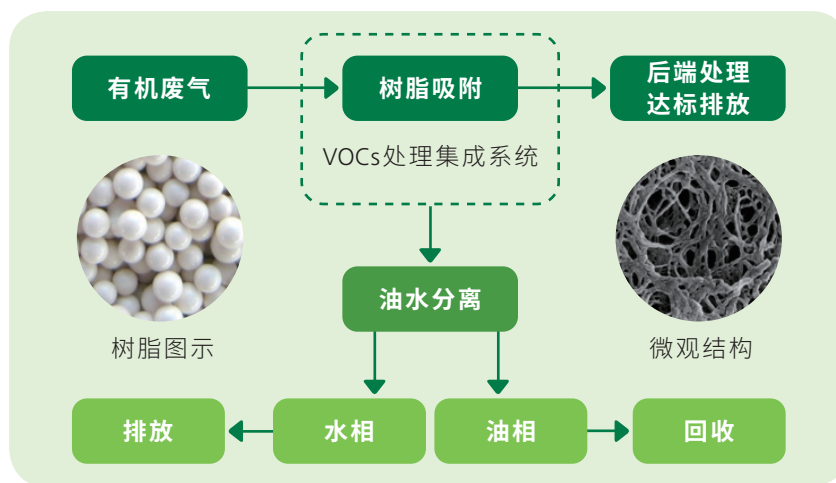 有机废气
树脂吸附
后端处理
达标排放
VOCs处理集成系统
油水分离
树脂图示
微观结构
排放
水相
油相
回收